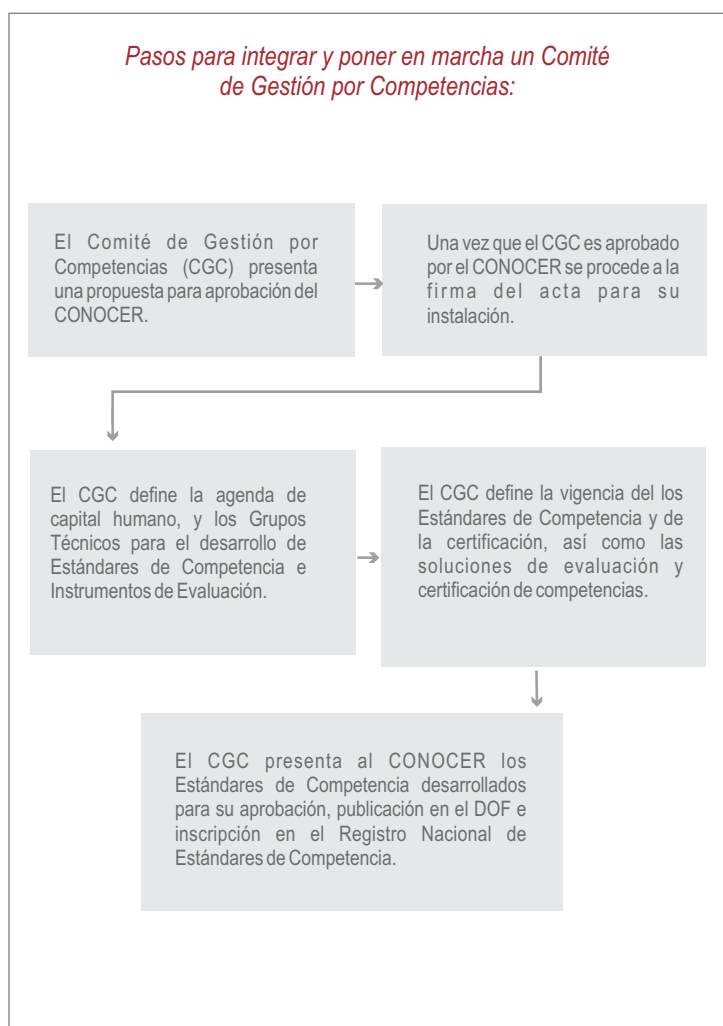 Pasos para integrar y poner en marcha un Comité
de Gestión por Competencias:
El Comité de Gestión por
Competencias (CGC) presenta
una propuesta para aprobación del
CONOCER.
Una vez que el CGC es aprobado
por el CONOCER se procede a la
firma del acta para su
instalación.
El CGC define la agenda de
capital humano, y los Grupos
Técnicos para el desarrollo de
Estándares de Competencia e
Instrumentos de Evaluación.
El CGC define la vigencia del los
Estándares de Competencia y de
la certificación, así como las
soluciones de evaluación y
certificación de competencias.
El CGC presenta al CONOCER los
Estándares de Competencia desarrollados
para su aprobación, publicación en el DOF e
inscripción en el Registro Nacional de
Estándares de Competencia.